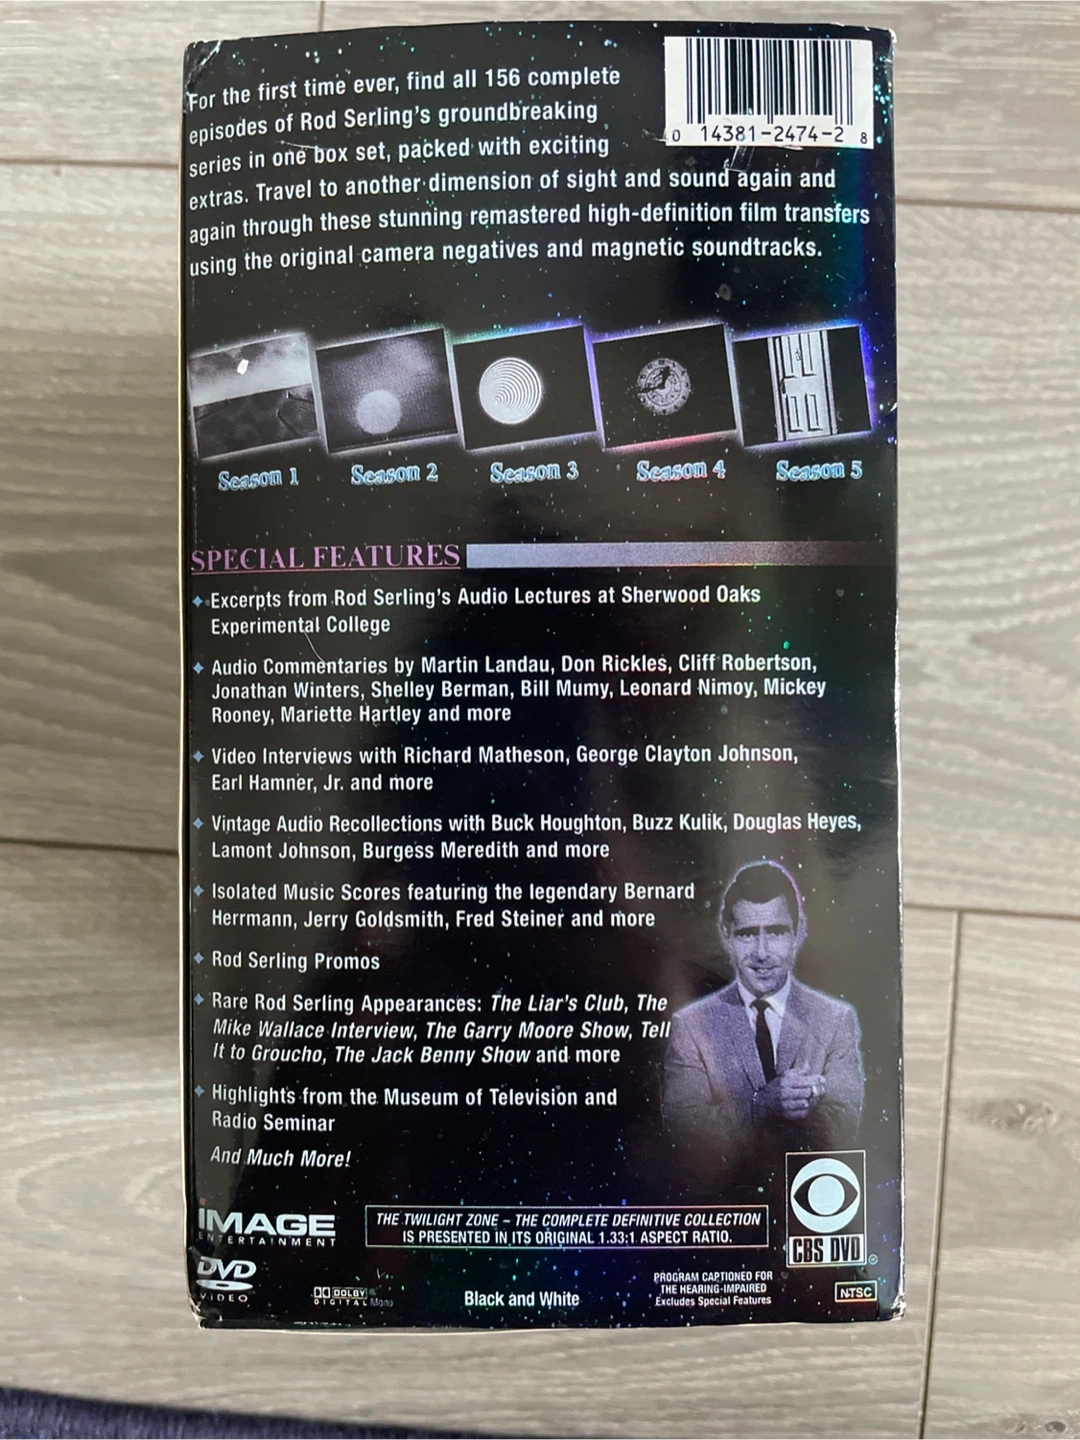 For the first time ever, find all 156 complete
episodes of Rod Serling's groundbreaking
series in one box set, packed with exciting
extras. Travel to another dimension of sight and sound again and
again through these stunning remastered high-definition film transfers
using the original camera negatives and magnetic soundtracks.
0 14381-2474-2 8
Season 1 Season 2 Season 3 Season 4 Season 5
SPECIAL FEATURES
Excerpts from Rod Serling's Audio Lectures at Sherwood Oaks
Experimental College
Audio Commentaries by Martin Landau, Don Rickles, Cliff Robertson,
Jonathan Winters, Shelley Berman, Bill Mumy, Leonard Nimoy, Mickey
Rooney, Mariette Hartley and more
Video Interviews with Richard Matheson, George Clayton Johnson,
Earl Hamner, Jr. and more
Vintage Audio Recollections with Buck Houghton, Buzz Kulik, Douglas Heyes,
Lamont Johnson, Burgess Meredith and more
Isolated Music Scores featuring the legendary Bernard
Herrmann, Jerry Goldsmith, Fred Steiner and more
Rod Serling Promos
Rare Rod Serling Appearances: The Liar's Club, The
Mike Wallace Interview, The Garry Moore Show, Tell
It to Groucho, The Jack Benny Show and more
Highlights from the Museum of Television and
Radio Seminar
And Much More!
iMAGE
ENTERTAINMENT
THE TWILIGHT ZONE – THE COMPLETE DEFINITIVE COLLECTION
IS PRESENTED IN ITS ORIGINAL 1.33:1 ASPECT RATIO.
CBS DVD
DVD
VIDEO
DOLBY
DIGITAL Mono
Black and White
PROGRAM CAPTIONED FOR
THE HEARING-IMPAIRED
Excludes Special Features
NTSC